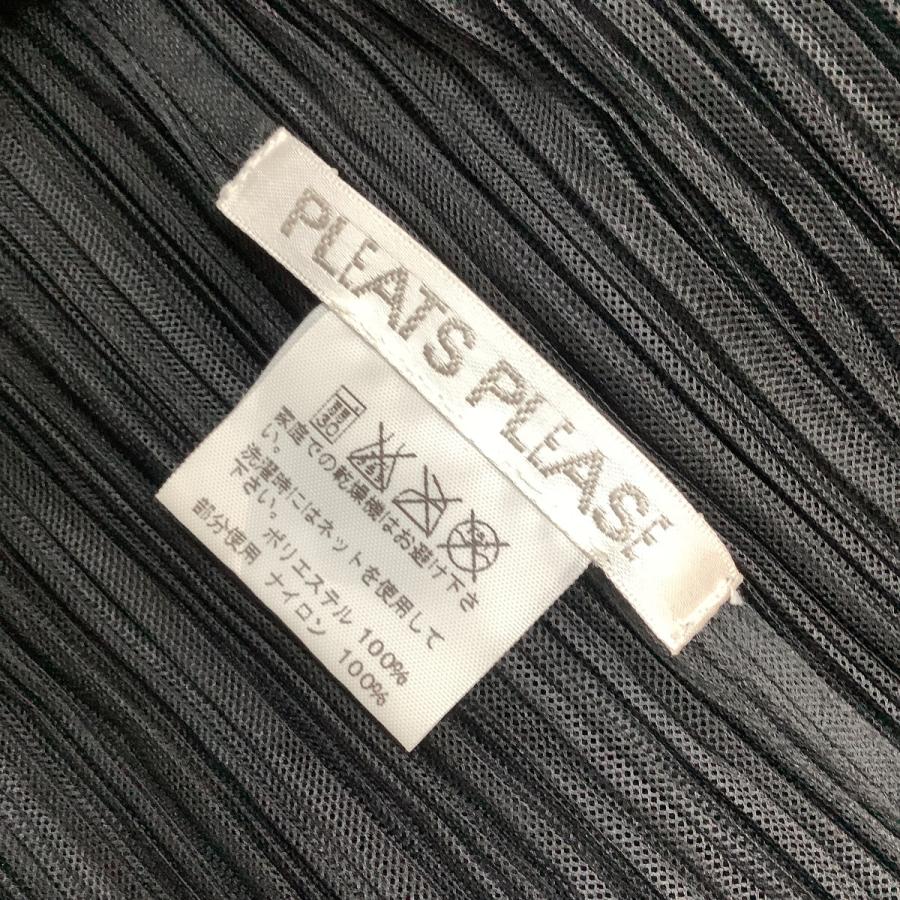 PLEATS PLEASE
家庭での乾燥機はお避け下さ
い。洗濯時にはネットを使用して
下さい。ポリエステル 100%
部分使用 ナイロン 100%